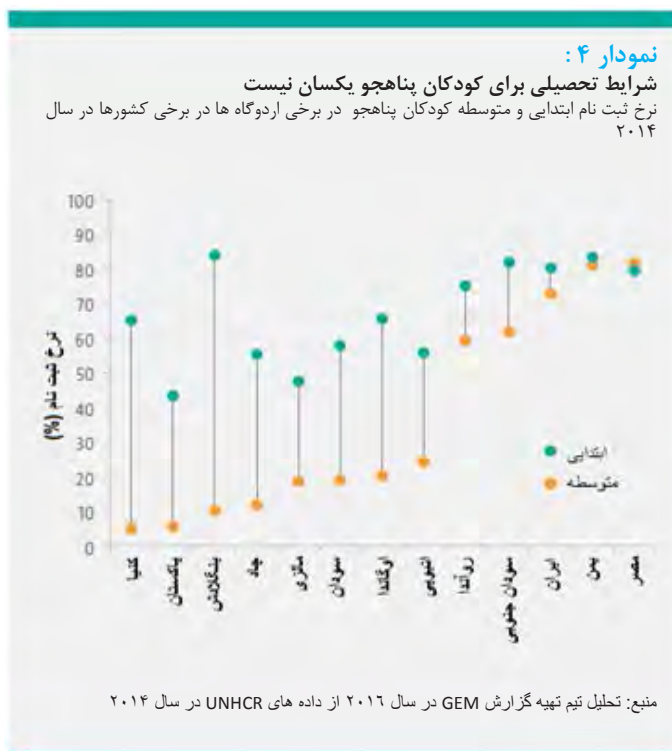 نمودار ۴ :
شرایط تحصیلی برای کودکان پناهجو یکسان نیست
نرخ ثبت نام ابتدایی و متوسطه کودکان پناهجو در برخی اردوگاه ها در برخی کشورها در سال
۲۰۱۴
نرخ ثبت نام (%)
100
90
80
70
60
50
40
30
20
10
0
ابتدایی
متوسطه
کنیا
پاکستان
بنگلادش
چاد
مالزی
سودان
اوگاندا
اتیوپی
رواندا
سودان جنوبی
ایران
یمن
مصر
منبع: تحلیل تیم تهیه گزارش GEM در سال ۲۰۱٦ از داده های UNHCR در سال ۲۰۱۴